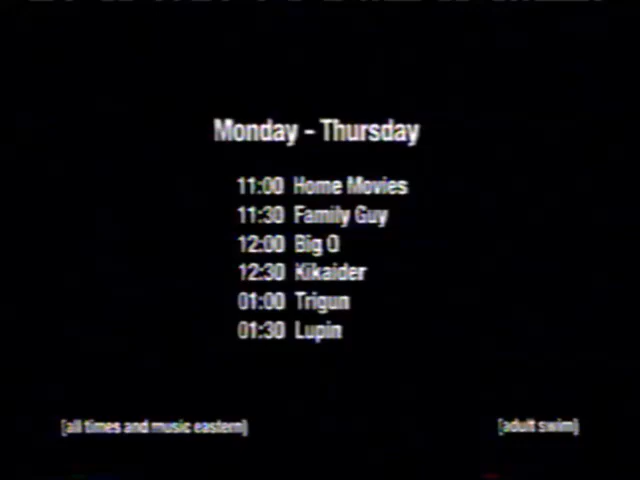 Monday - Thursday
11:00 Home Movies
11:30 Family Guy
12:00 Big O
12:30 Kikaider
01:00 Trigun
01:30 Lupin
[all times and music eastern]
[adult swim]